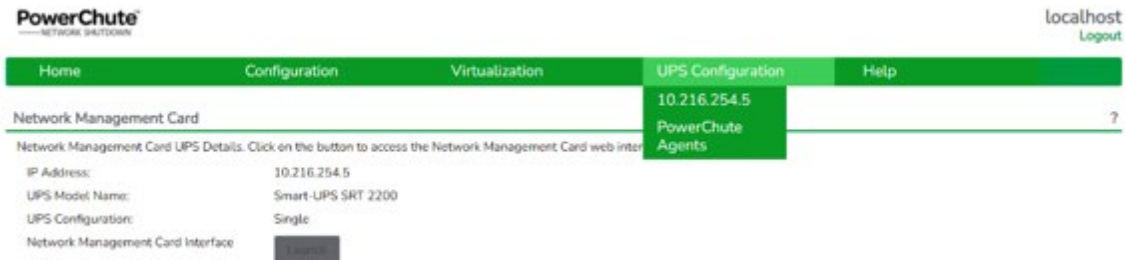 PowerChute
NETWORK SHUTDOWN
localhost
Logout
Home Configuration Virtualization UPS Configuration Help
10.216.254.5
PowerChute
Agents
Network Management Card ?
Network Management Card UPS Details. Click on the button to access the Network Management Card web inter
IP Address: 10.216.254.5
UPS Model Name: Smart-UPS SRT 2200
UPS Configuration: Single
Network Management Card Interface Launch